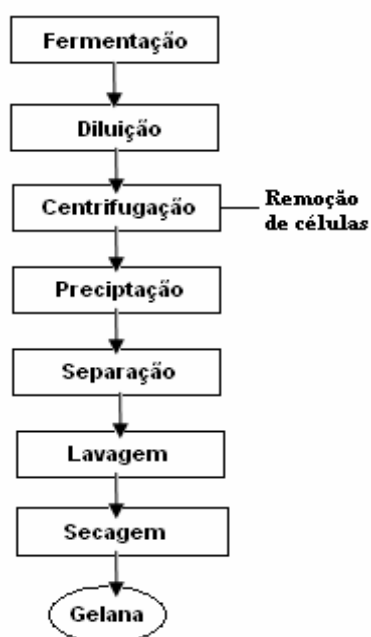 Fermentação
Diluição
Centrifugação
Remoção
de células
Preciptação
Separação
Lavagem
Secagem
Gelana